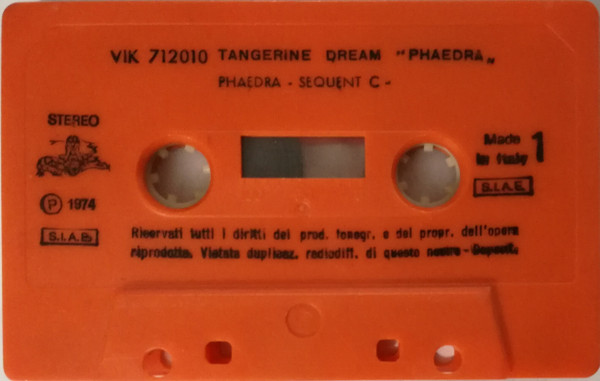 VIK 712010 TANGERINE DREAM "PHAEDRA"
PHAEDRA - SEQUENT C -
STEREO
Made
in Italy
1
S.I.A.E.
Ⓟ 1974
S.I.A.E.
Riservati tutti i diritti del prod. fonogr. e del propr. dell'opera
riprodotta. Vietata duplicaz. radiodiff. di questo nastro -